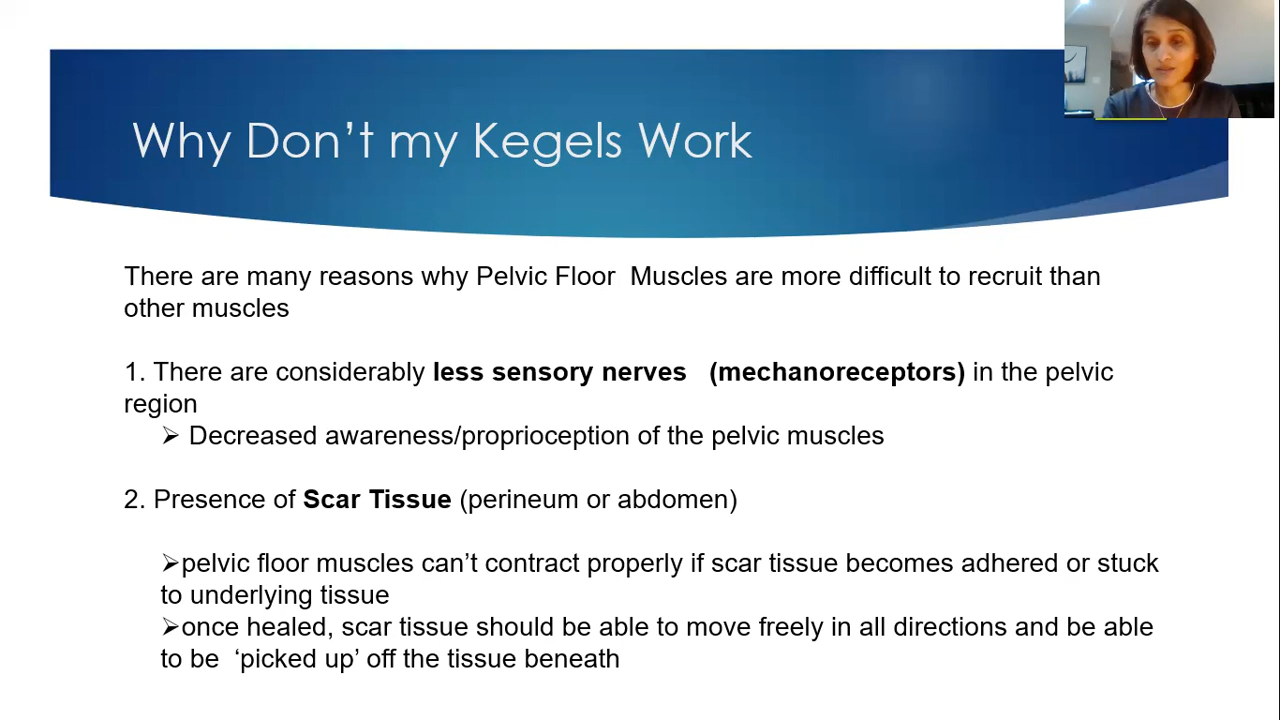 Why Don't my Kegels Work
There are many reasons why Pelvic Floor  Muscles are more difficult to recruit than
other muscles
1. There are considerably less sensory nerves   (mechanoreceptors) in the pelvic
region
➢ Decreased awareness/proprioception of the pelvic muscles
2. Presence of Scar Tissue (perineum or abdomen)
➢pelvic floor muscles can't contract properly if scar tissue becomes adhered or stuck
to underlying tissue
➢once healed, scar tissue should be able to move freely in all directions and be able
to be  ‘picked up’ off the tissue beneath